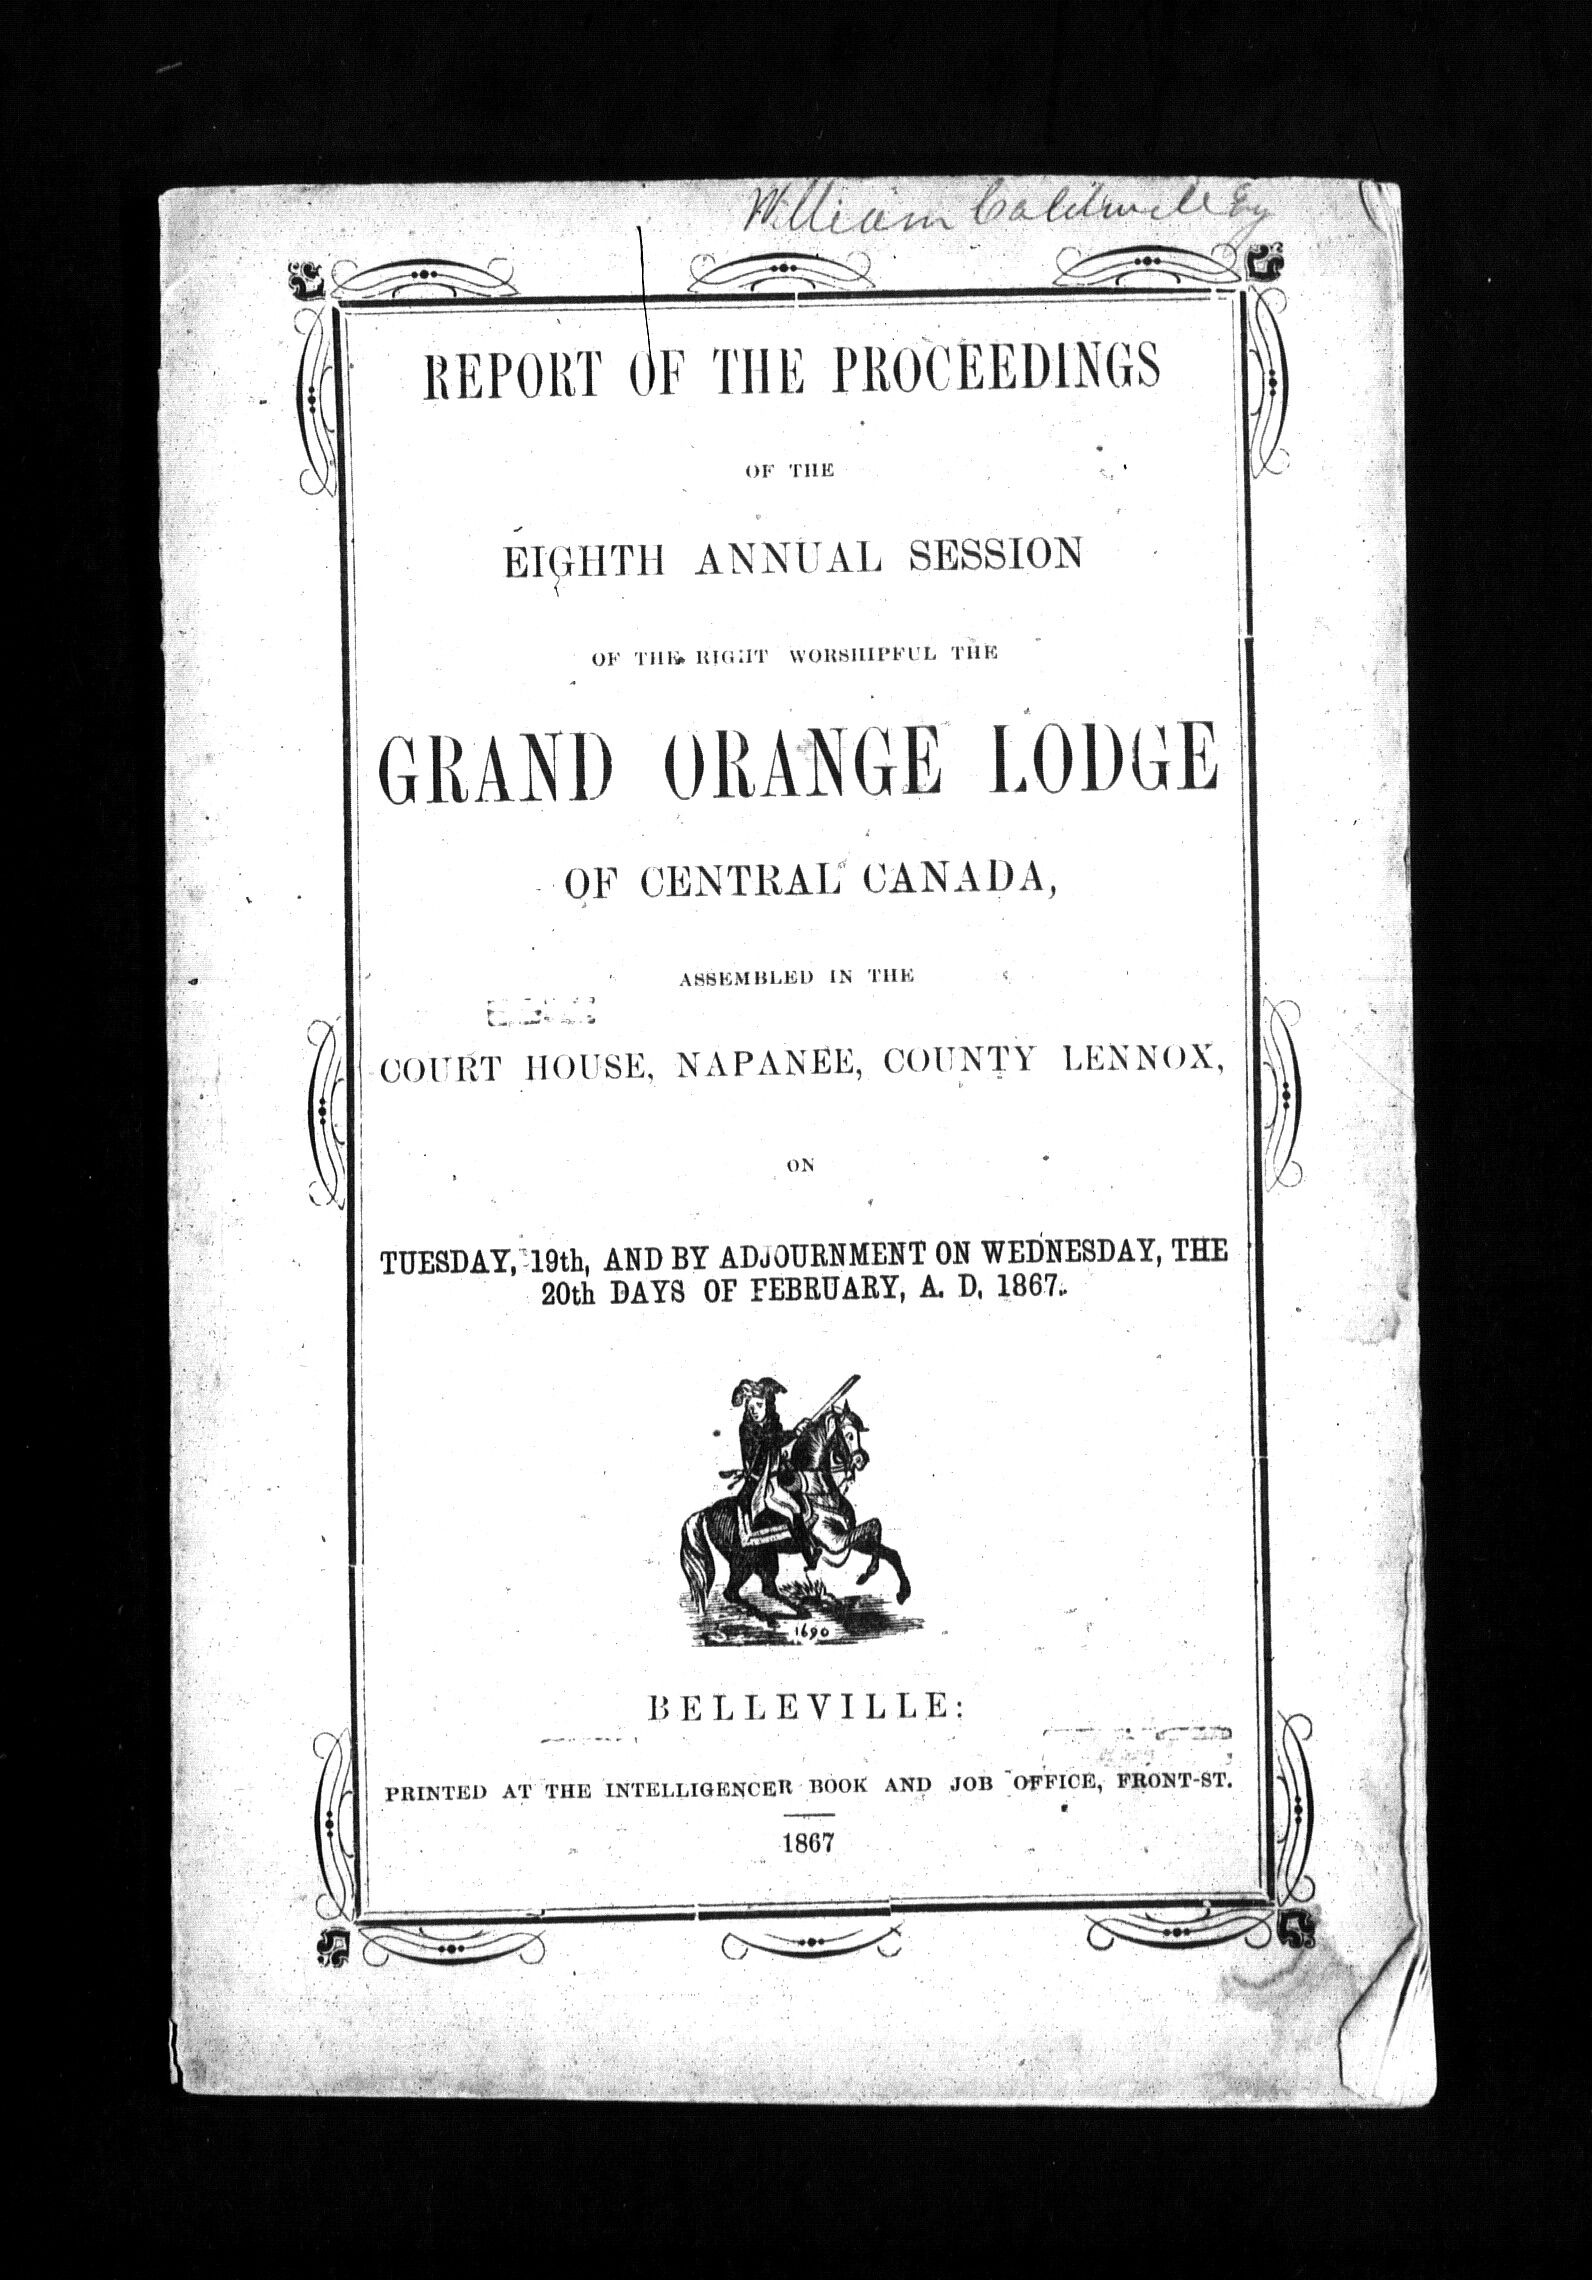 William Caldwell Esq
REPORT OF THE PROCEEDINGS
OF THE
EIGHTH ANNUAL SESSION
OF THE RIGHT WORSHIPFUL THE
GRAND ORANGE LODGE
OF CENTRAL CANADA,
ASSEMBLED IN THE
COURT HOUSE, NAPANEE, COUNTY LENNOX,
ON
TUESDAY, 19th, AND BY ADJOURNMENT ON WEDNESDAY, THE
20th DAYS OF FEBRUARY, A. D. 1867.
1690
BELLEVILLE:
PRINTED AT THE INTELLIGENCER BOOK AND JOB OFFICE, FRONT-ST.
1867